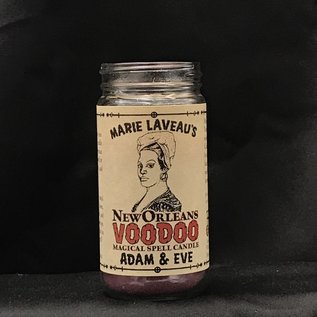 MARIE LAVEAU'S
NEW ORLEANS
VOODOO
MAGICAL SPELL CANDLE
ADAM & EVE